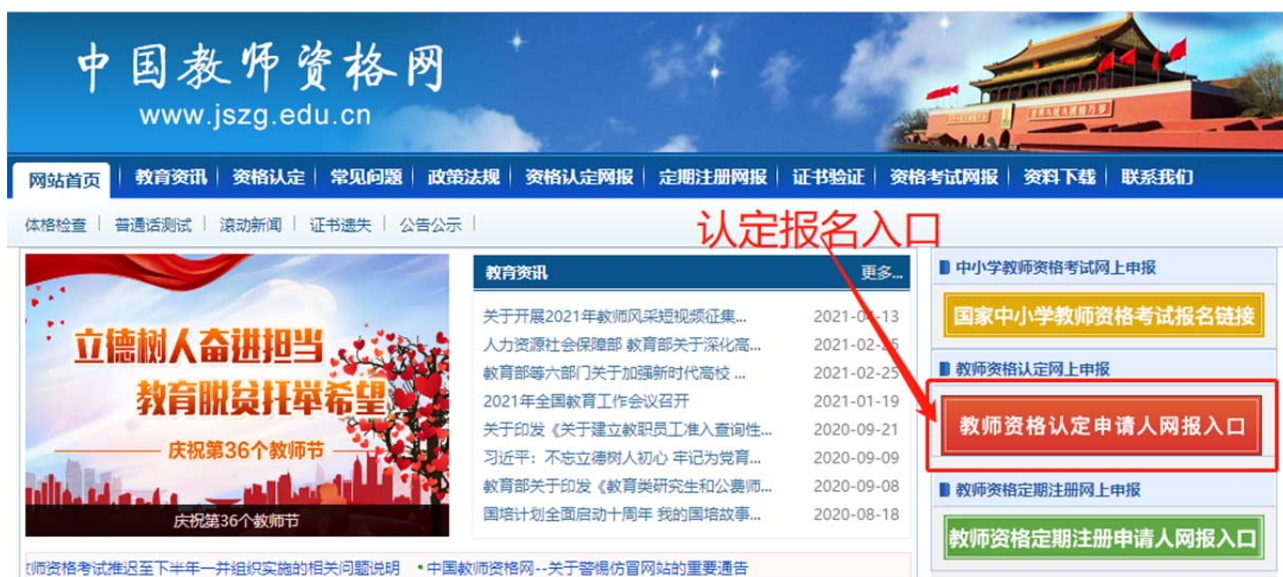 中国教师资格网
www.jszg.edu.cn
网站首页 教育资讯 资格认定 常见问题 政策法规 资格认定网报 定期注册网报 证书验证 资格考试网报 资料下载 联系我们
体格检查 普通话测试 滚动新闻 证书遗失 公告公示
认定报名入口
立德树人奋进担当
教育脱贫托举希望
庆祝第36个教师节
庆祝第36个教师节
教育资讯 更多...
关于开展2021年教师风采短视频征集... 2021-04-13
人力资源社会保障部 教育部关于深化高... 2021-02-25
教育部等六部门关于加强新时代高校 ... 2021-02-25
2021年全国教育工作会议召开 2021-01-19
关于印发《关于建立教职员工准入查询性... 2020-09-21
习近平：不忘立德树人初心 牢记为党育... 2020-09-09
教育部关于印发《教育类研究生和公费师... 2020-09-08
国培计划全面启动十周年 我的国培故事... 2020-08-18
中小学教师资格考试网上申报
国家中小学教师资格考试报名链接
教师资格认定网上申报
教师资格认定申请人网报入口
教师资格定期注册网上申报
教师资格定期注册申请人网报入口
师资格考试推迟至下半年一并组织实施的相关问题说明 •中国教师资格网--关于警惕仿冒网站的重要通告